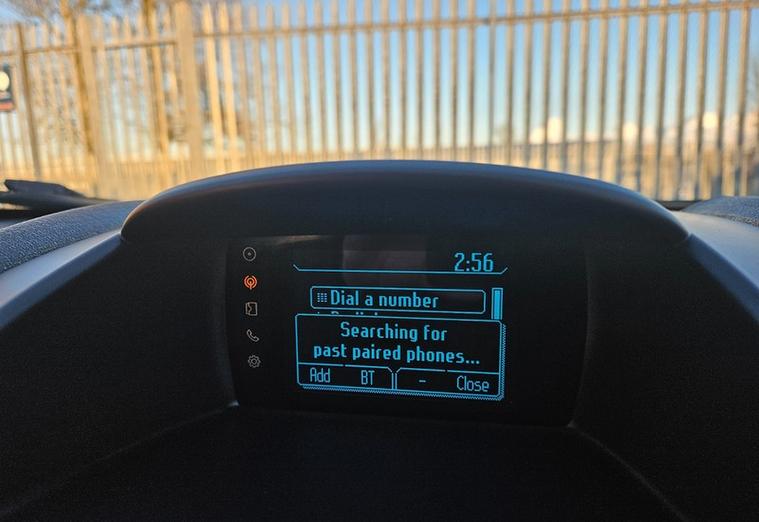 2:56
Dial a number
Searching for
past paired phones...
Add BT - Close